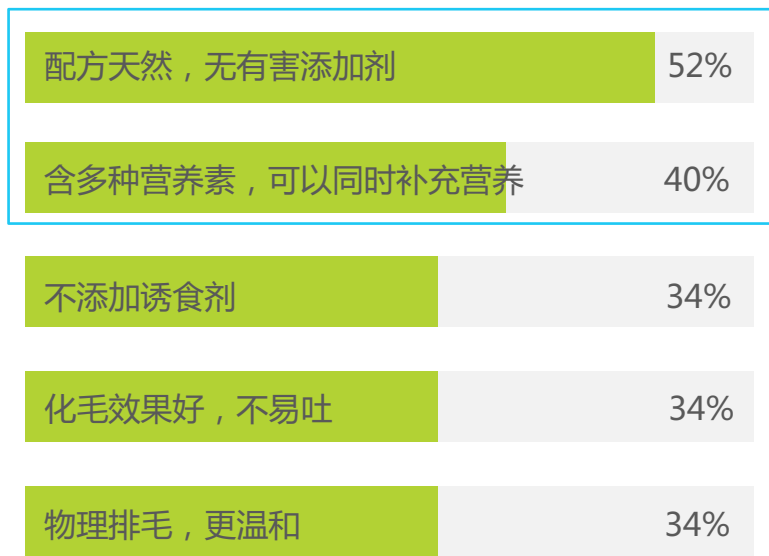 配方天然，无有害添加剂 52%
含多种营养素，可以同时补充营养 40%
不添加诱食剂 34%
化毛效果好，不易吐 34%
物理排毛，更温和 34%